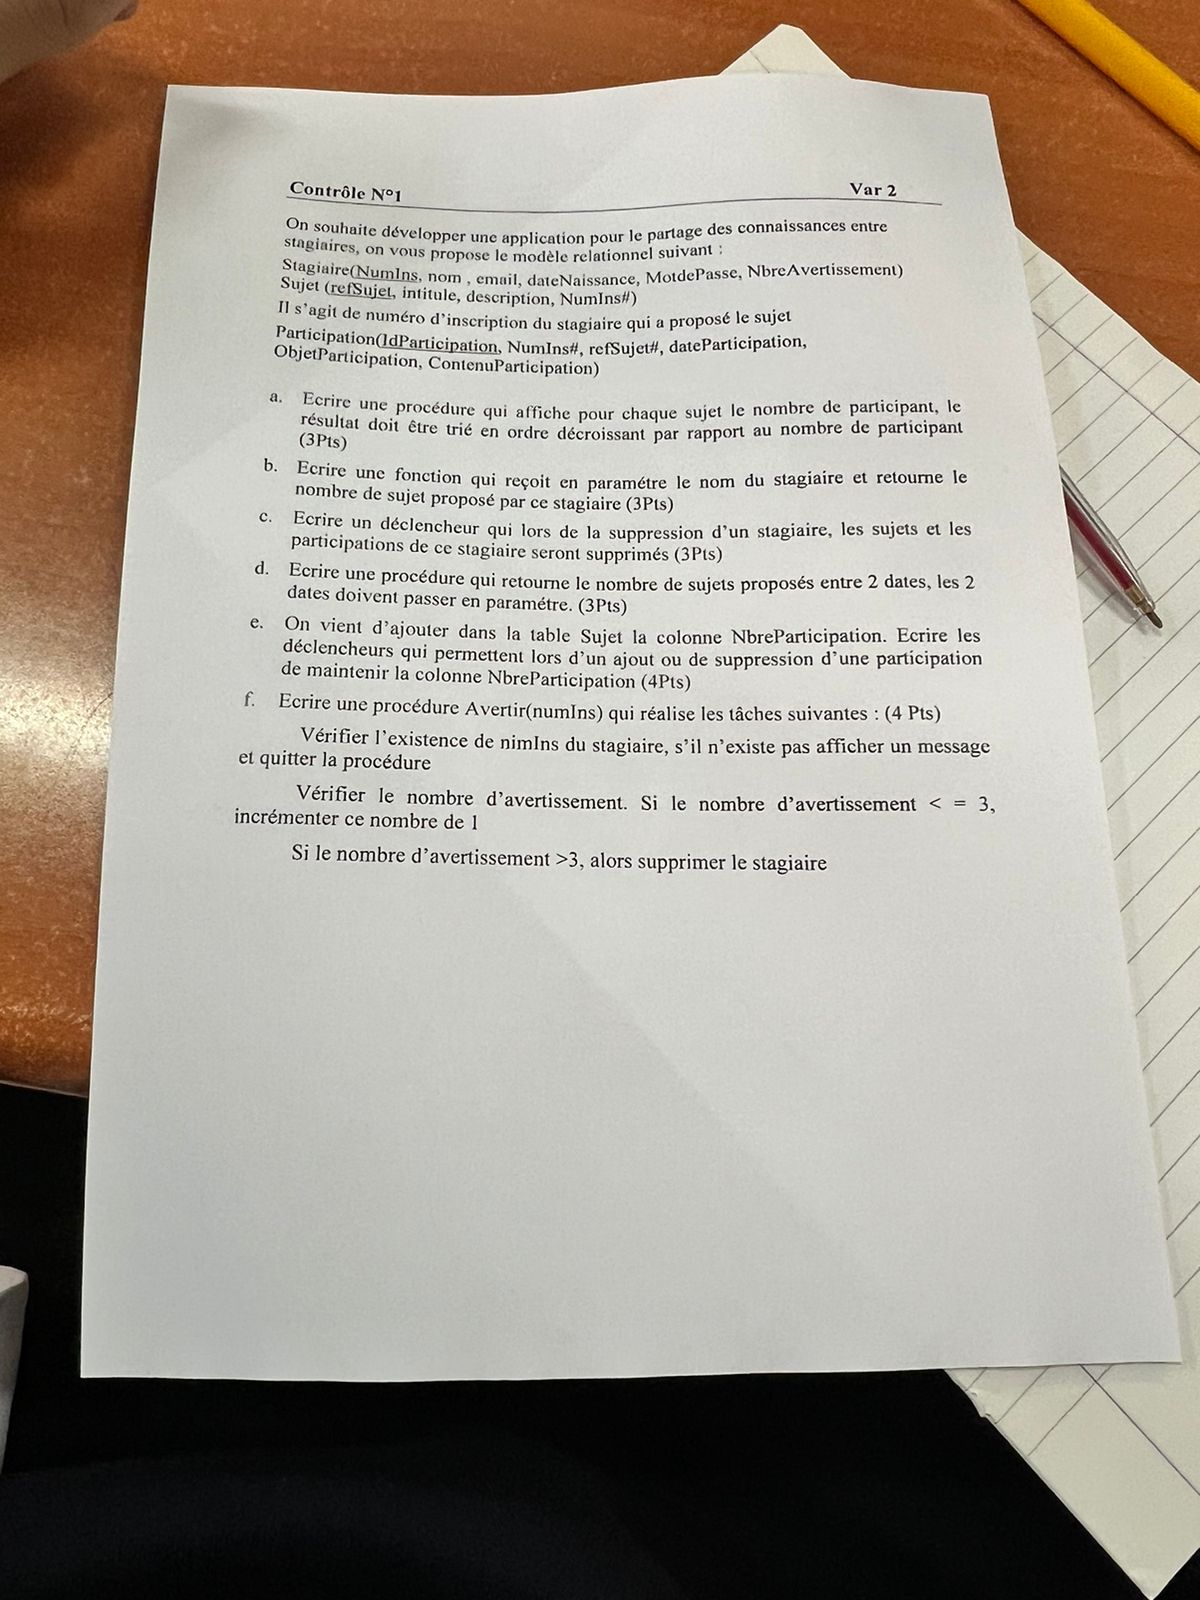 Contrôle N°1 Var 2
On souhaite développer une application pour le partage des connaissances entre
stagiaires, on vous propose le modèle relationnel suivant :
Stagiaire(NumIns, nom , email, dateNaissance, MotdePasse, NbreAvertissement)
Sujet (refSujet, intitule, description, NumIns#)
Il s'agit de numéro d'inscription du stagiaire qui a proposé le sujet
Participation(IdParticipation, NumIns#, refSujet#, dateParticipation,
ObjetParticipation, ContenuParticipation)
a. Ecrire une procédure qui affiche pour chaque sujet le nombre de participant, le
résultat doit être trié en ordre décroissant par rapport au nombre de participant
(3Pts)
b. Ecrire une fonction qui reçoit en paramétre le nom du stagiaire et retourne le
nombre de sujet proposé par ce stagiaire (3Pts)
c. Ecrire un déclencheur qui lors de la suppression d'un stagiaire, les sujets et les
participations de ce stagiaire seront supprimés (3Pts)
d. Ecrire une procédure qui retourne le nombre de sujets proposés entre 2 dates, les 2
dates doivent passer en paramétre. (3Pts)
e. On vient d'ajouter dans la table Sujet la colonne NbreParticipation. Ecrire les
déclencheurs qui permettent lors d'un ajout ou de suppression d'une participation
de maintenir la colonne NbreParticipation (4Pts)
f. Ecrire une procédure Avertir(numIns) qui réalise les tâches suivantes : (4 Pts)
Vérifier l'existence de nimIns du stagiaire, s'il n'existe pas afficher un message
et quitter la procédure
Vérifier le nombre d'avertissement. Si le nombre d'avertissement < = 3,
incrémenter ce nombre de 1
Si le nombre d'avertissement >3, alors supprimer le stagiaire